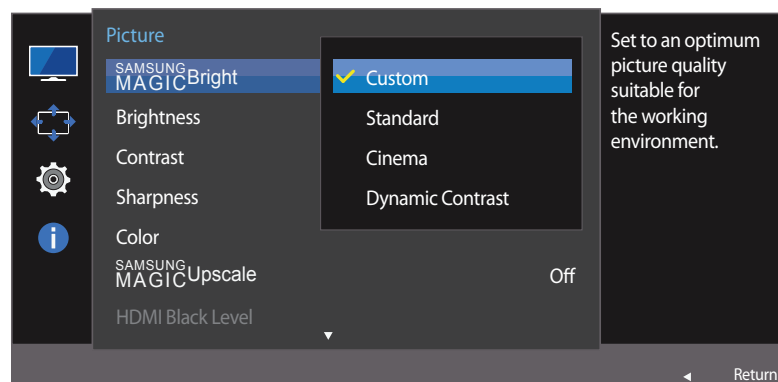 Picture
SAMSUNG
MAGICBright
Brightness
Contrast
Sharpness
Color
SAMSUNG
MAGICUpscale
Off
HDMI Black Level
Custom
Standard
Cinema
Dynamic Contrast
Set to an optimum
picture quality
suitable for
the working
environment.
Return